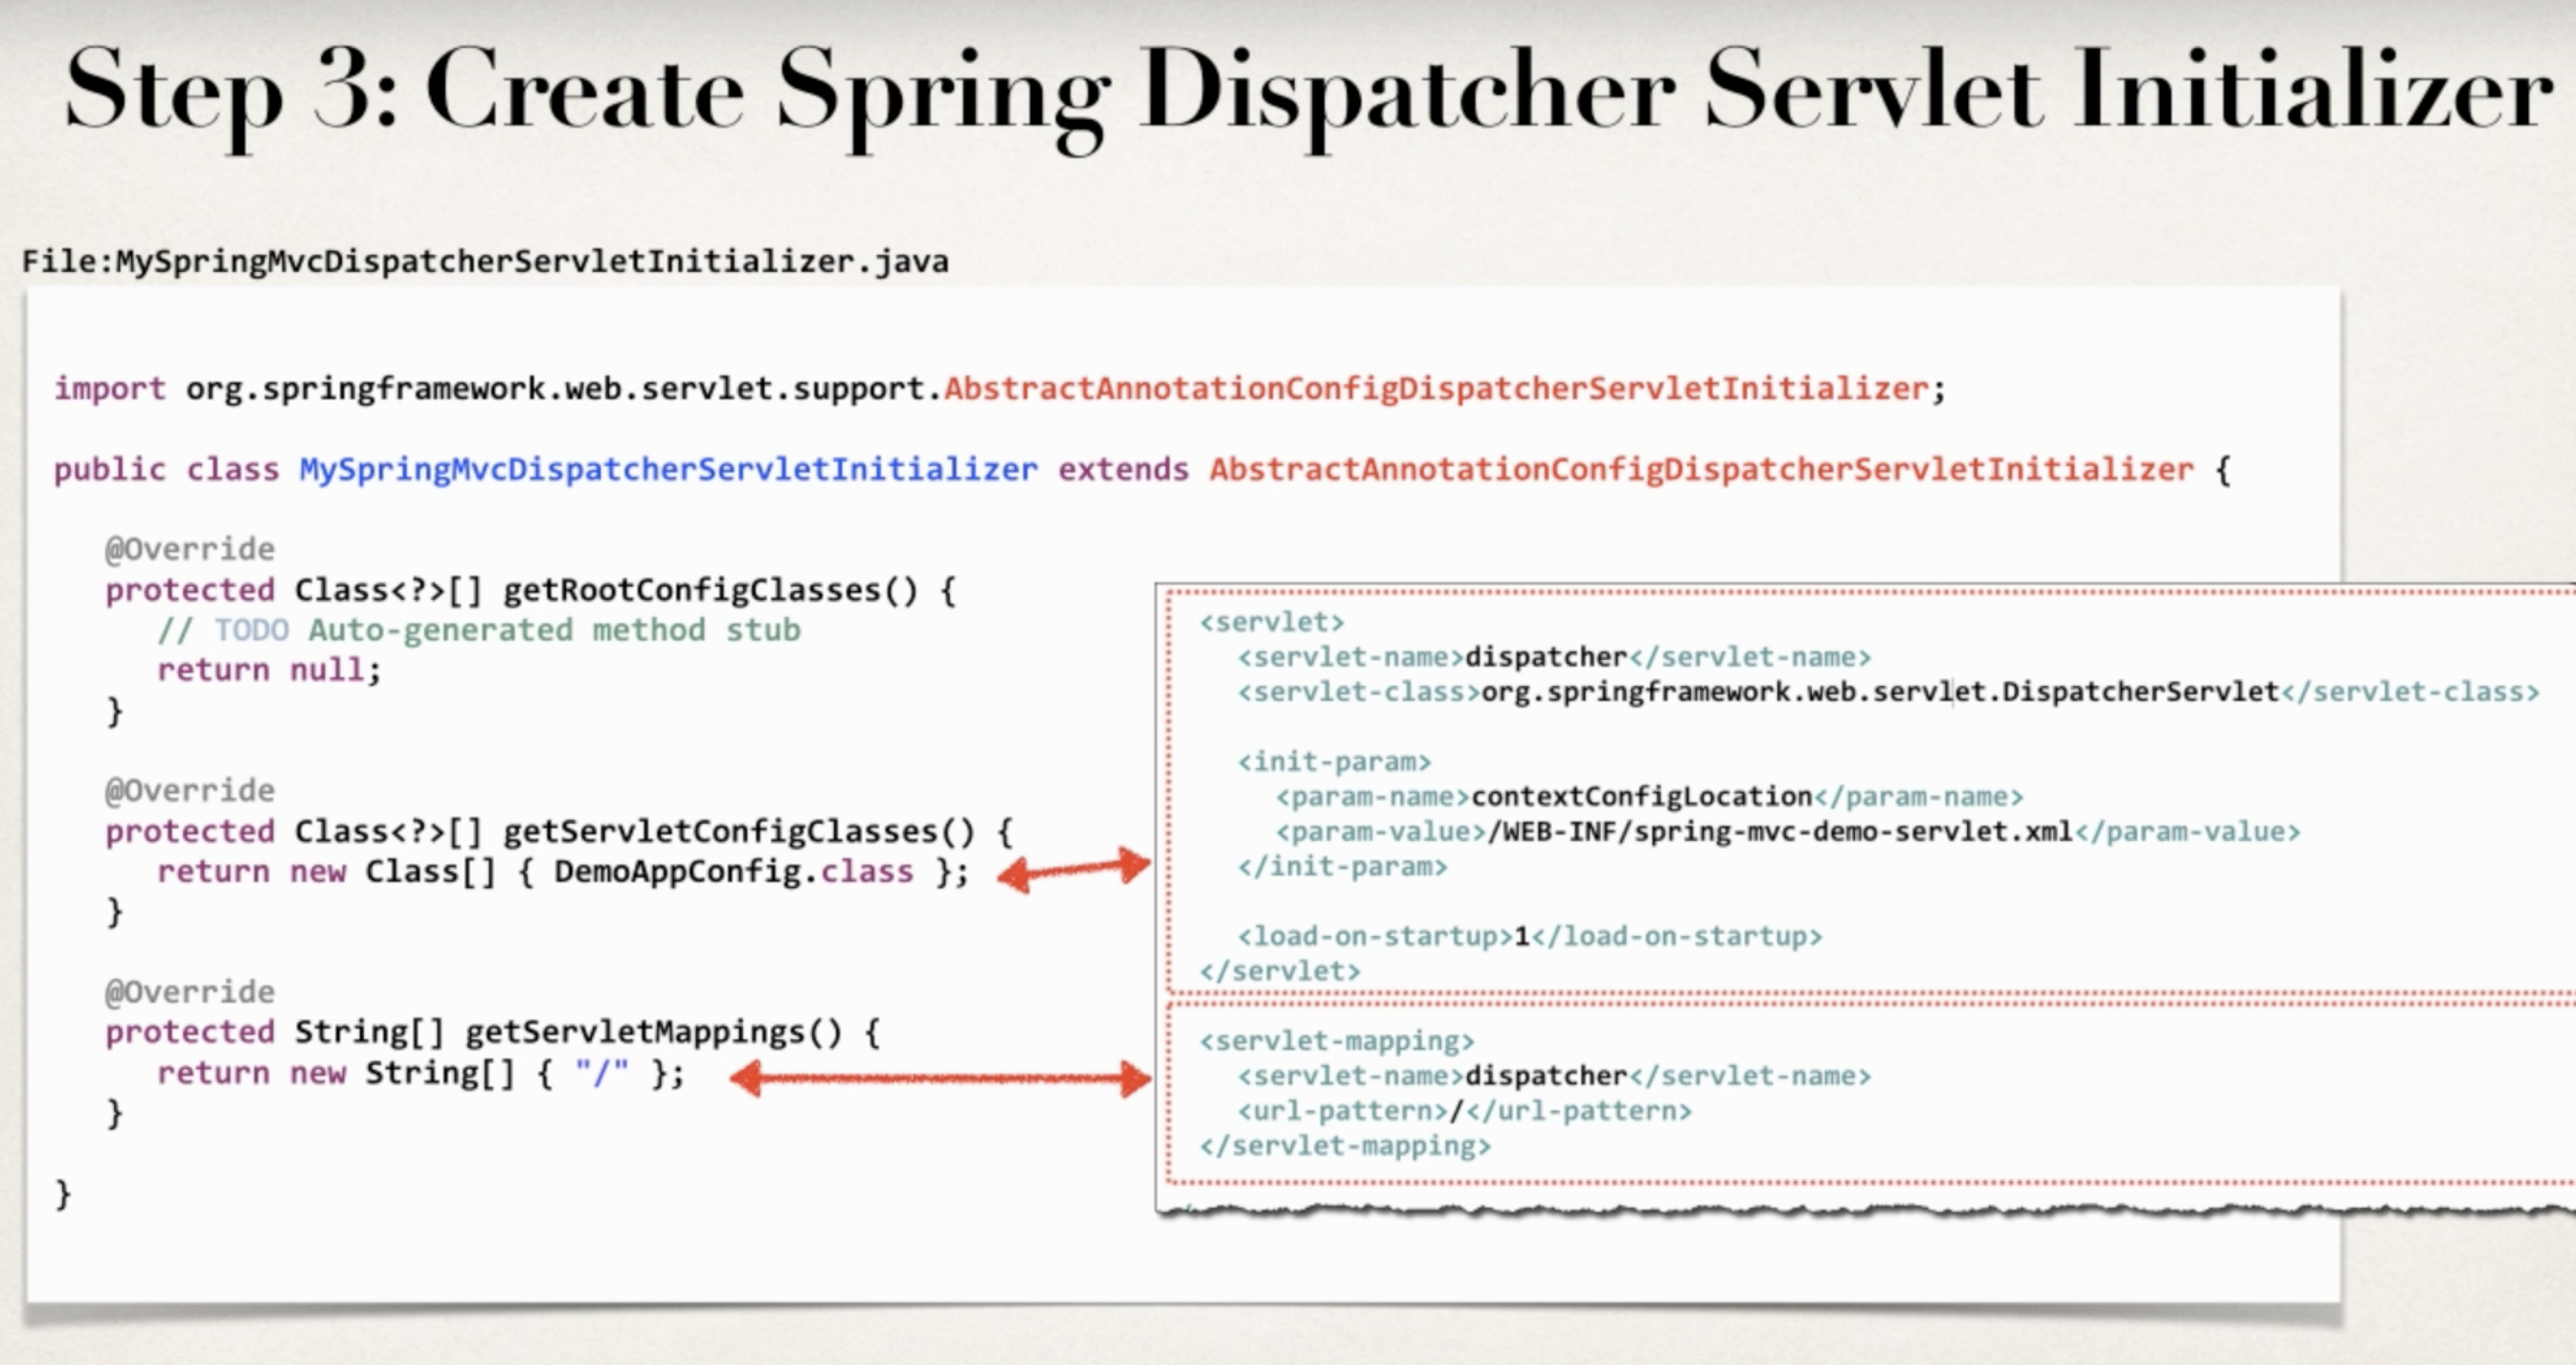 Step 3: Create Spring Dispatcher Servlet Initializer
File:MySpringMvcDispatcherServletInitializer.java
import org.springframework.web.servlet.support.AbstractAnnotationConfigDispatcherServletInitializer;
public class MySpringMvcDispatcherServletInitializer extends AbstractAnnotationConfigDispatcherServletInitializer {
@Override
protected Class<?>[] getRootConfigClasses() {
// TODO Auto-generated method stub
return null;
}
@Override
protected Class<?>[] getServletConfigClasses() {
return new Class[] { DemoAppConfig.class };
}
@Override
protected String[] getServletMappings() {
return new String[] { "/" };
}
}
<servlet>
<servlet-name>dispatcher</servlet-name>
<servlet-class>org.springframework.web.servlet.DispatcherServlet</servlet-class>
<init-param>
<param-name>contextConfigLocation</param-name>
<param-value>/WEB-INF/spring-mvc-demo-servlet.xml</param-value>
</init-param>
<load-on-startup>1</load-on-startup>
</servlet>
<servlet-mapping>
<servlet-name>dispatcher</servlet-name>
<url-pattern>/</url-pattern>
</servlet-mapping>